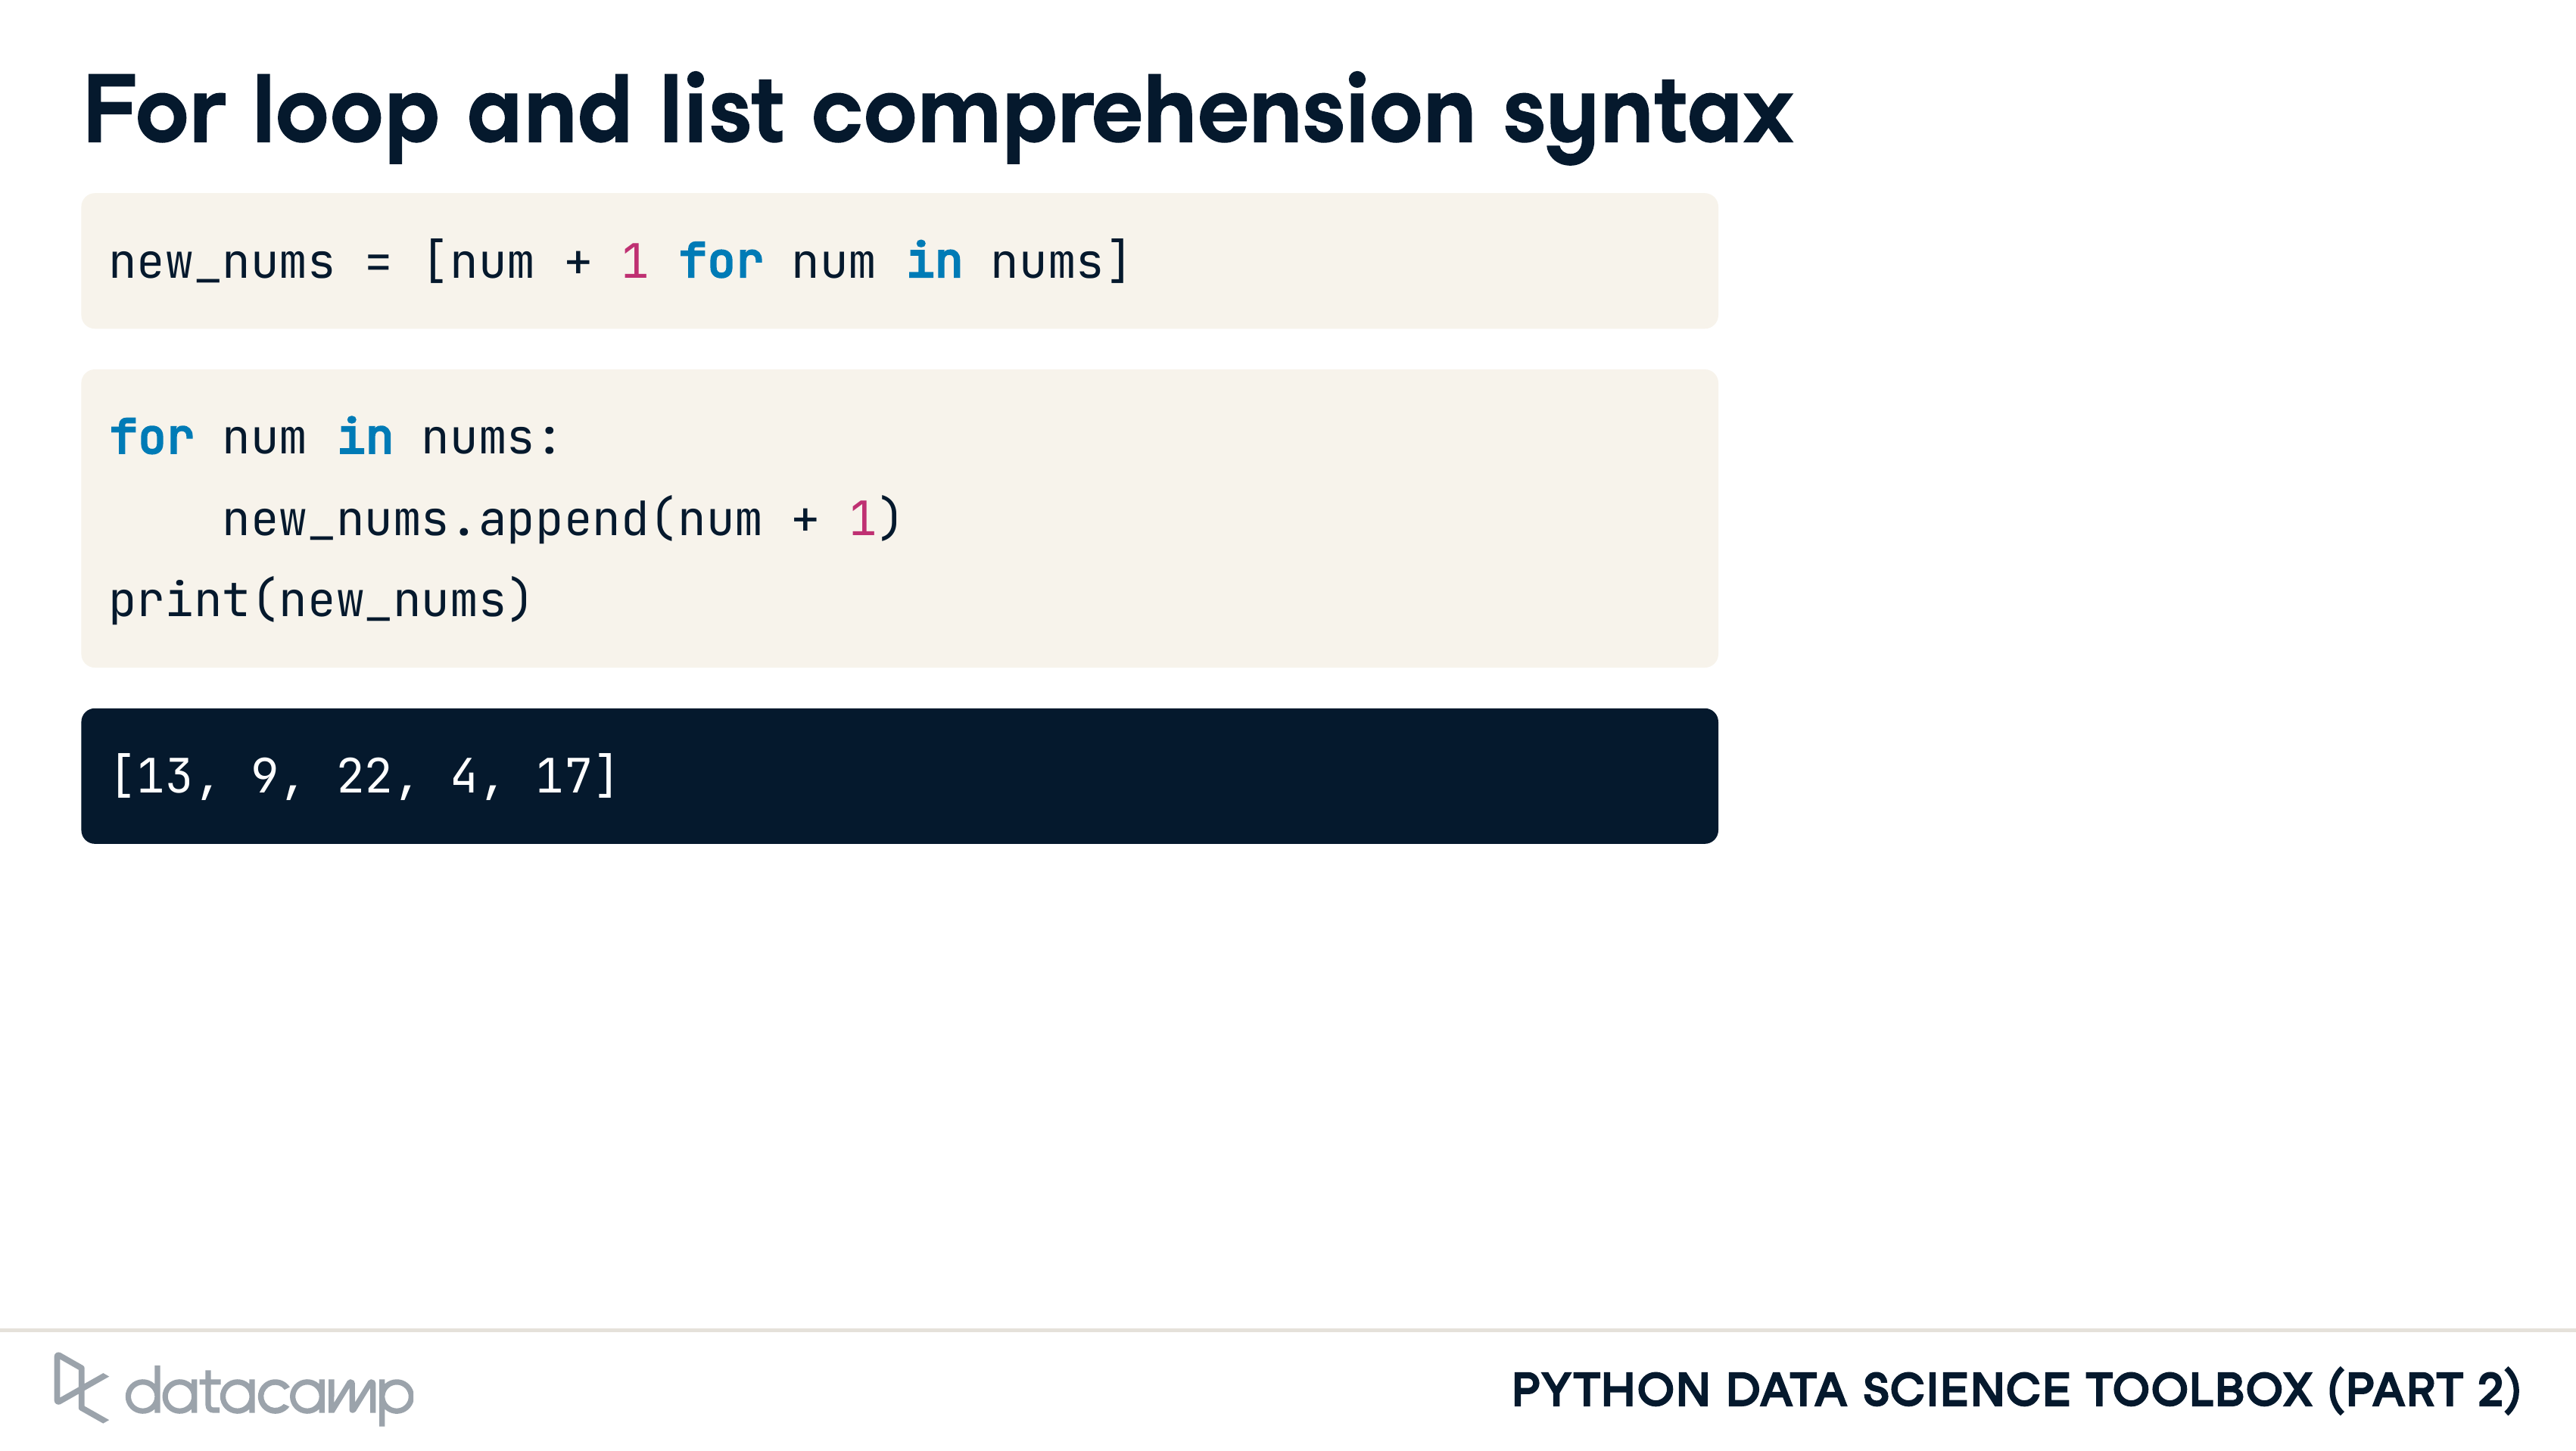 For loop and list comprehension syntax
new_nums = [num + 1 for num in nums]
for num in nums:
    new_nums.append(num + 1)
print(new_nums)
[13, 9, 22, 4, 17]
datacamp
PYTHON DATA SCIENCE TOOLBOX (PART 2)